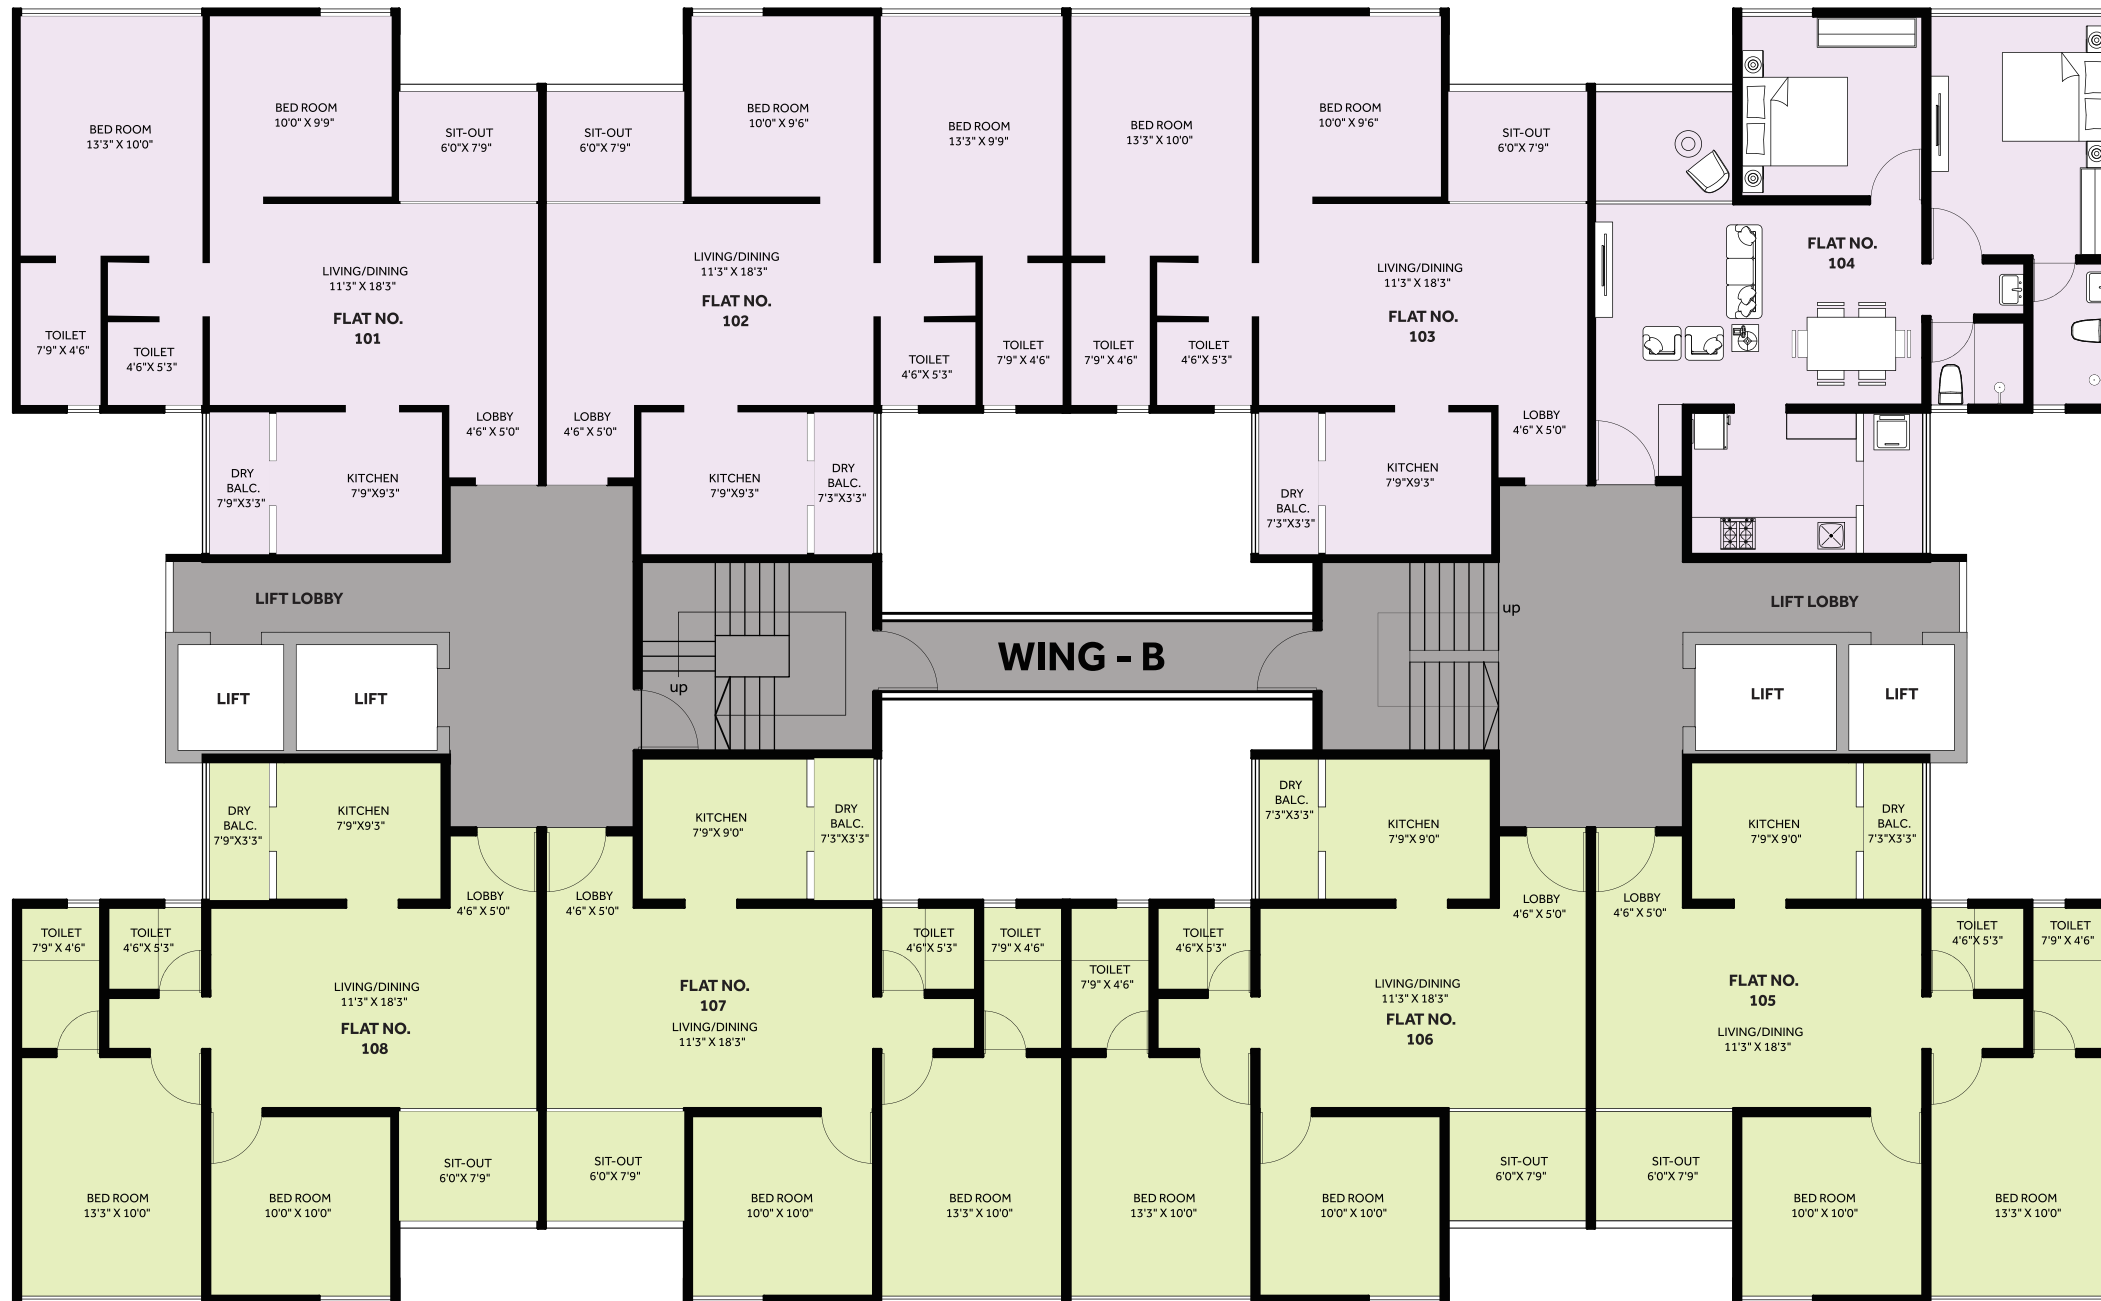 BED ROOM
13'3" X 10'0"
BED ROOM
10'0" X 9'9"
SIT-OUT
6'0"X 7'9"
LIVING/DINING
11'3" X 18'3"
FLAT NO.
101
TOILET
7'9" X 4'6"
TOILET
4'6"X 5'3"
DRY
BALC.
7'9"X3'3"
KITCHEN
7'9"X9'3"
LOBBY
4'6" X 5'0"
SIT-OUT
6'0"X 7'9"
BED ROOM
10'0" X 9'6"
BED ROOM
13'3" X 9'9"
LIVING/DINING
11'3" X 18'3"
FLAT NO.
102
TOILET
4'6"X 5'3"
TOILET
7'9" X 4'6"
LOBBY
4'6" X 5'0"
KITCHEN
7'9"X9'3"
DRY
BALC.
7'3"X3'3"
BED ROOM
13'3" X 10'0"
BED ROOM
10'0" X 9'6"
SIT-OUT
6'0"X 7'9"
LIVING/DINING
11'3" X 18'3"
FLAT NO.
103
TOILET
7'9" X 4'6"
TOILET
4'6"X 5'3"
DRY
BALC.
7'3"X3'3"
KITCHEN
7'9"X9'3"
LOBBY
4'6" X 5'0"
FLAT NO.
104
LIFT LOBBY
LIFT
LIFT
up
WING - B
up
LIFT LOBBY
LIFT
LIFT
DRY
BALC.
7'9"X3'3"
KITCHEN
7'9"X9'3"
LOBBY
4'6" X 5'0"
TOILET
7'9" X 4'6"
TOILET
4'6"X 5'3"
LIVING/DINING
11'3" X 18'3"
FLAT NO.
108
BED ROOM
13'3" X 10'0"
BED ROOM
10'0" X 10'0"
SIT-OUT
6'0"X 7'9"
KITCHEN
7'9"X 9'0"
DRY
BALC.
7'3"X3'3"
LOBBY
4'6" X 5'0"
TOILET
4'6"X 5'3"
TOILET
7'9" X 4'6"
FLAT NO.
107
LIVING/DINING
11'3" X 18'3"
SIT-OUT
6'0"X 7'9"
BED ROOM
10'0" X 10'0"
BED ROOM
13'3" X 10'0"
DRY
BALC.
7'3"X3'3"
KITCHEN
7'9"X 9'0"
LOBBY
4'6" X 5'0"
TOILET
7'9" X 4'6"
TOILET
4'6"X 5'3"
LIVING/DINING
11'3" X 18'3"
FLAT NO.
106
BED ROOM
13'3" X 10'0"
BED ROOM
10'0" X 10'0"
SIT-OUT
6'0"X 7'9"
KITCHEN
7'9"X 9'0"
DRY
BALC.
7'3"X3'3"
LOBBY
4'6" X 5'0"
TOILET
4'6"X 5'3"
TOILET
7'9" X 4'6"
FLAT NO.
105
LIVING/DINING
11'3" X 18'3"
SIT-OUT
6'0"X 7'9"
BED ROOM
10'0" X 10'0"
BED ROOM
13'3" X 10'0"